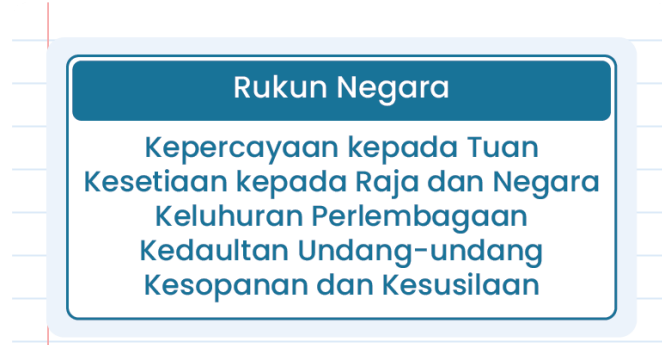 Rukun Negara
Kepercayaan kepada Tuan
Kesetiaan kepada Raja dan Negara
Keluhuran Perlembagaan
Kedaultan Undang-undang
Kesopanan dan Kesusilaan